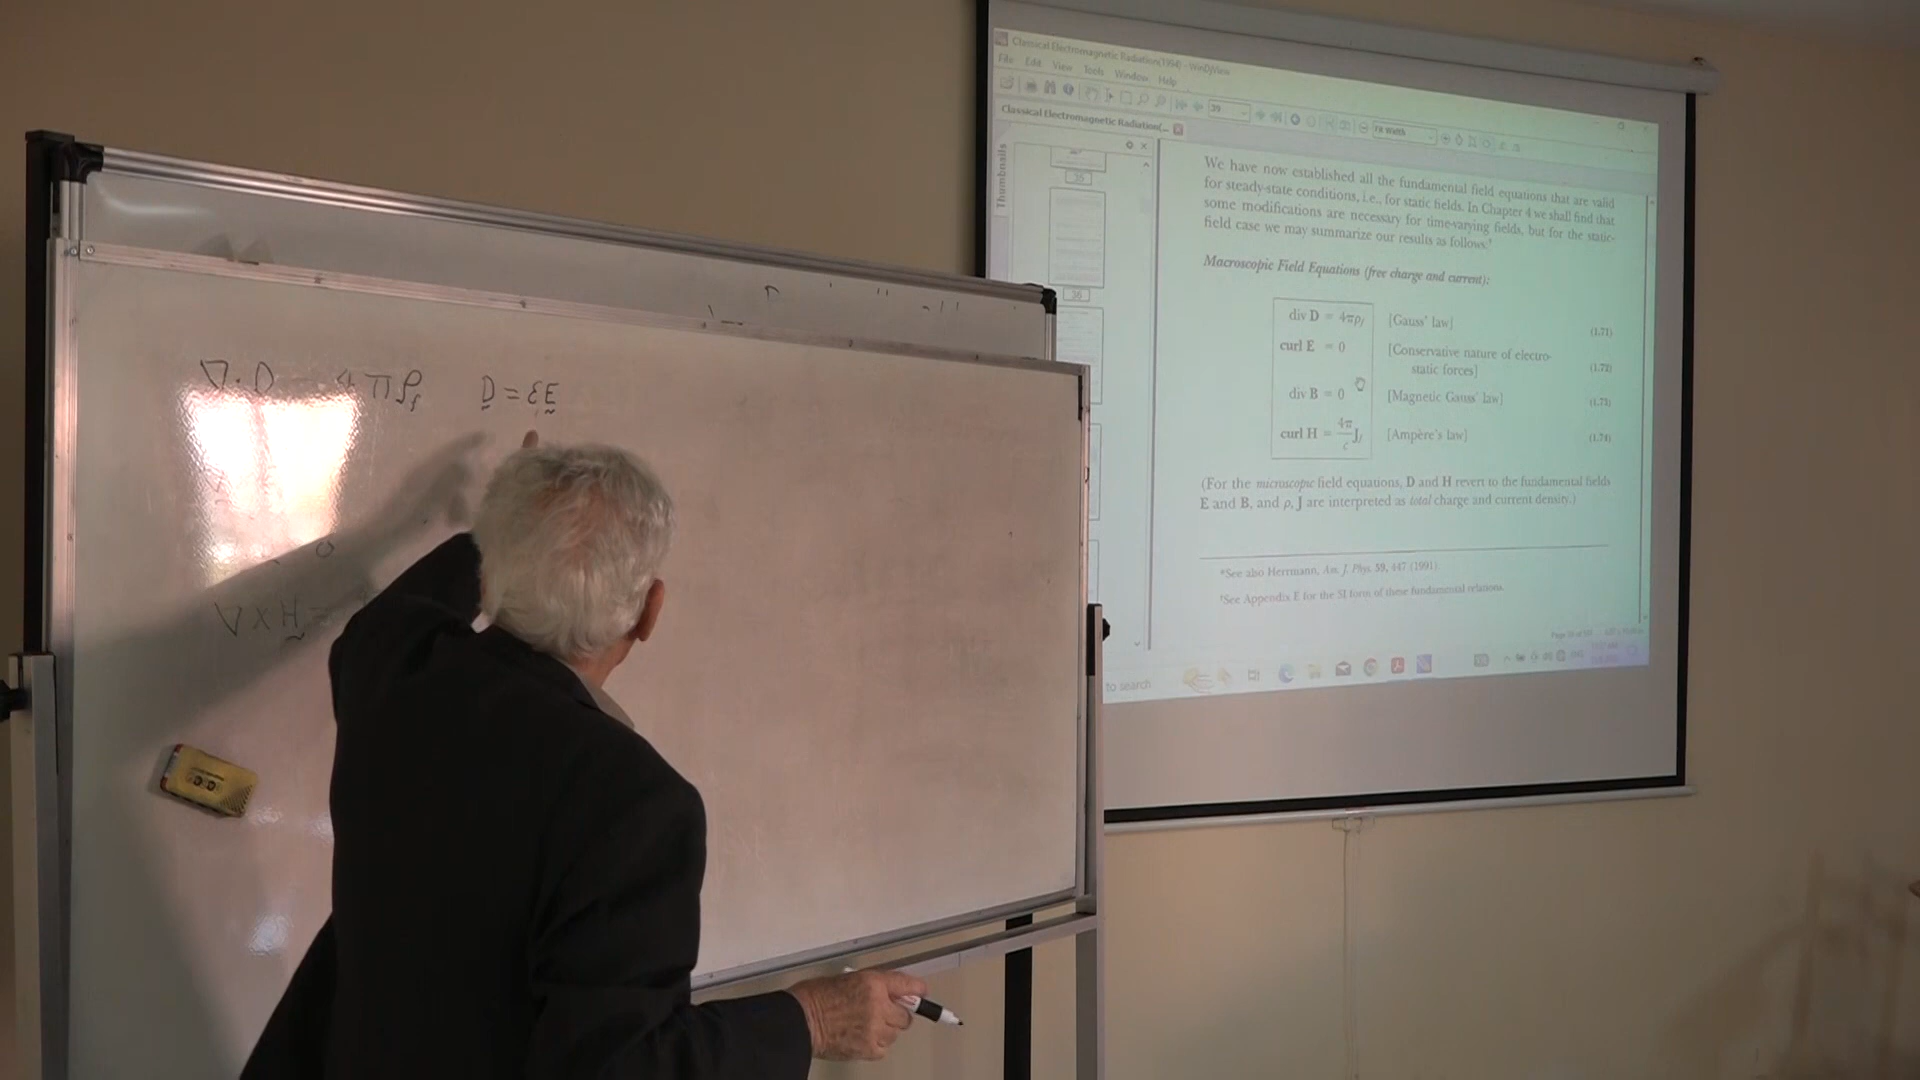 ∇·D 4πρf D = εE
0
∇×H =
Classical Electromagnetic Radiation(1994) - WinDjView
File Edit View Tools Window Help
39 Fit Width
Classical Electromagnetic Radiation(...
Thumbnails
35
36
We have now established all the fundamental field equations that are valid
for steady-state conditions, i.e., for static fields. In Chapter 4 we shall find that
some modifications are necessary for time-varying fields, but for the static-
field case we may summarize our results as follows:†
Macroscopic Field Equations (free charge and current):
div D = 4πρf [Gauss' law] (1.71)
curl E = 0 [Conservative nature of electro-
static forces] (1.72)
div B = 0 [Magnetic Gauss' law] (1.73)
curl H = 4π/c Jf [Ampère's law] (1.74)
(For the microscopic field equations, D and H revert to the fundamental fields
E and B, and ρ, J are interpreted as total charge and current density.)
*See also Herrmann, Am. J. Phys. 59, 447 (1991).
†See Appendix E for the SI form of these fundamental relations.
to search